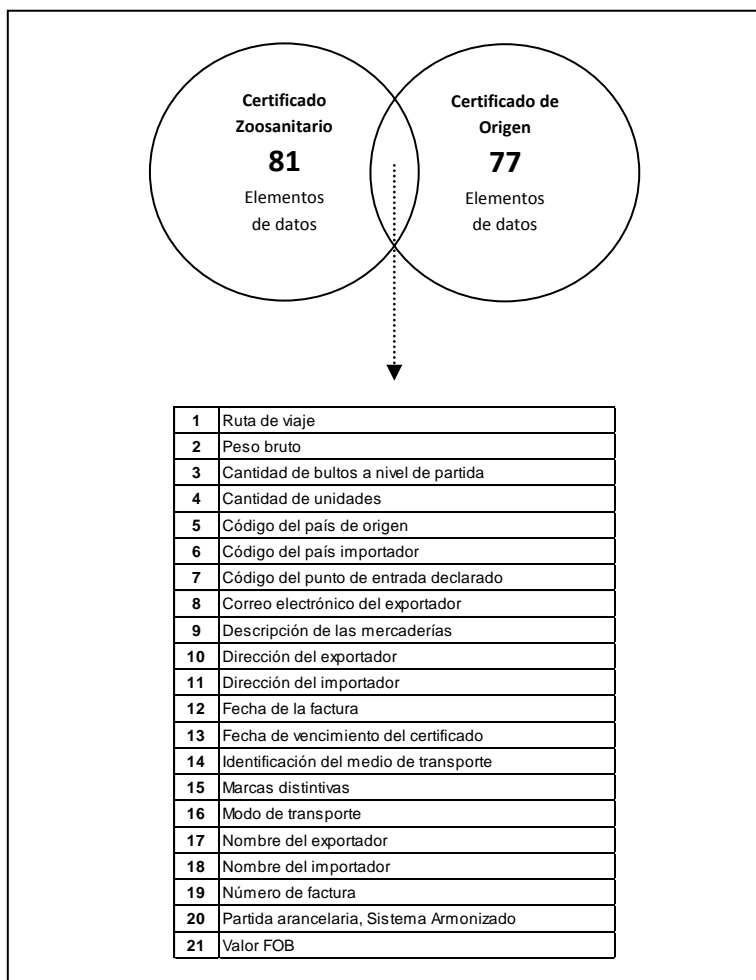 Certificado
Zoosanitario
81
Elementos
de datos
Certificado de
Origen
77
Elementos
de datos
1 Ruta de viaje
2 Peso bruto
3 Cantidad de bultos a nivel de partida
4 Cantidad de unidades
5 Código del país de origen
6 Código del país importador
7 Código del punto de entrada declarado
8 Correo electrónico del exportador
9 Descripción de las mercaderías
10 Dirección del exportador
11 Dirección del importador
12 Fecha de la factura
13 Fecha de vencimiento del certificado
14 Identificación del medio de transporte
15 Marcas distintivas
16 Modo de transporte
17 Nombre del exportador
18 Nombre del importador
19 Número de factura
20 Partida arancelaria, Sistema Armonizado
21 Valor FOB